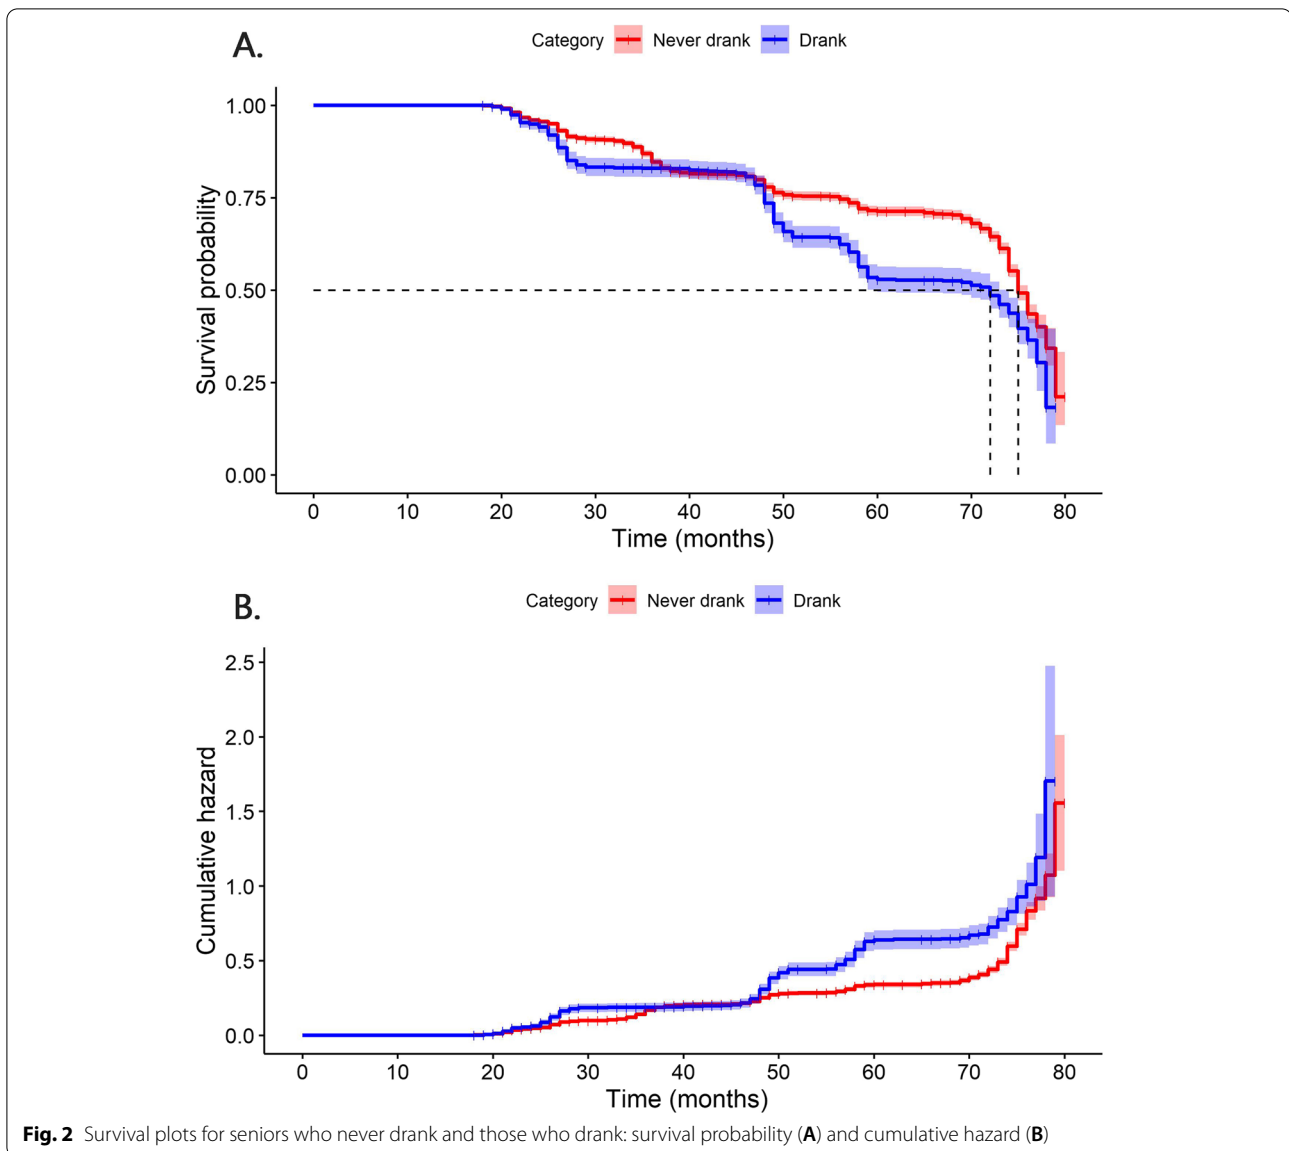 A.
Category Never drank Drank
1.00
0.75
0.50
0.25
0.00
Survival probability
0 10 20 30 40 50 60 70 80
Time (months)
B.
Category Never drank Drank
2.5
2.0
1.5
1.0
0.5
0.0
Cumulative hazard
0 10 20 30 40 50 60 70 80
Time (months)
Fig. 2 Survival plots for seniors who never drank and those who drank: survival probability (A) and cumulative hazard (B)